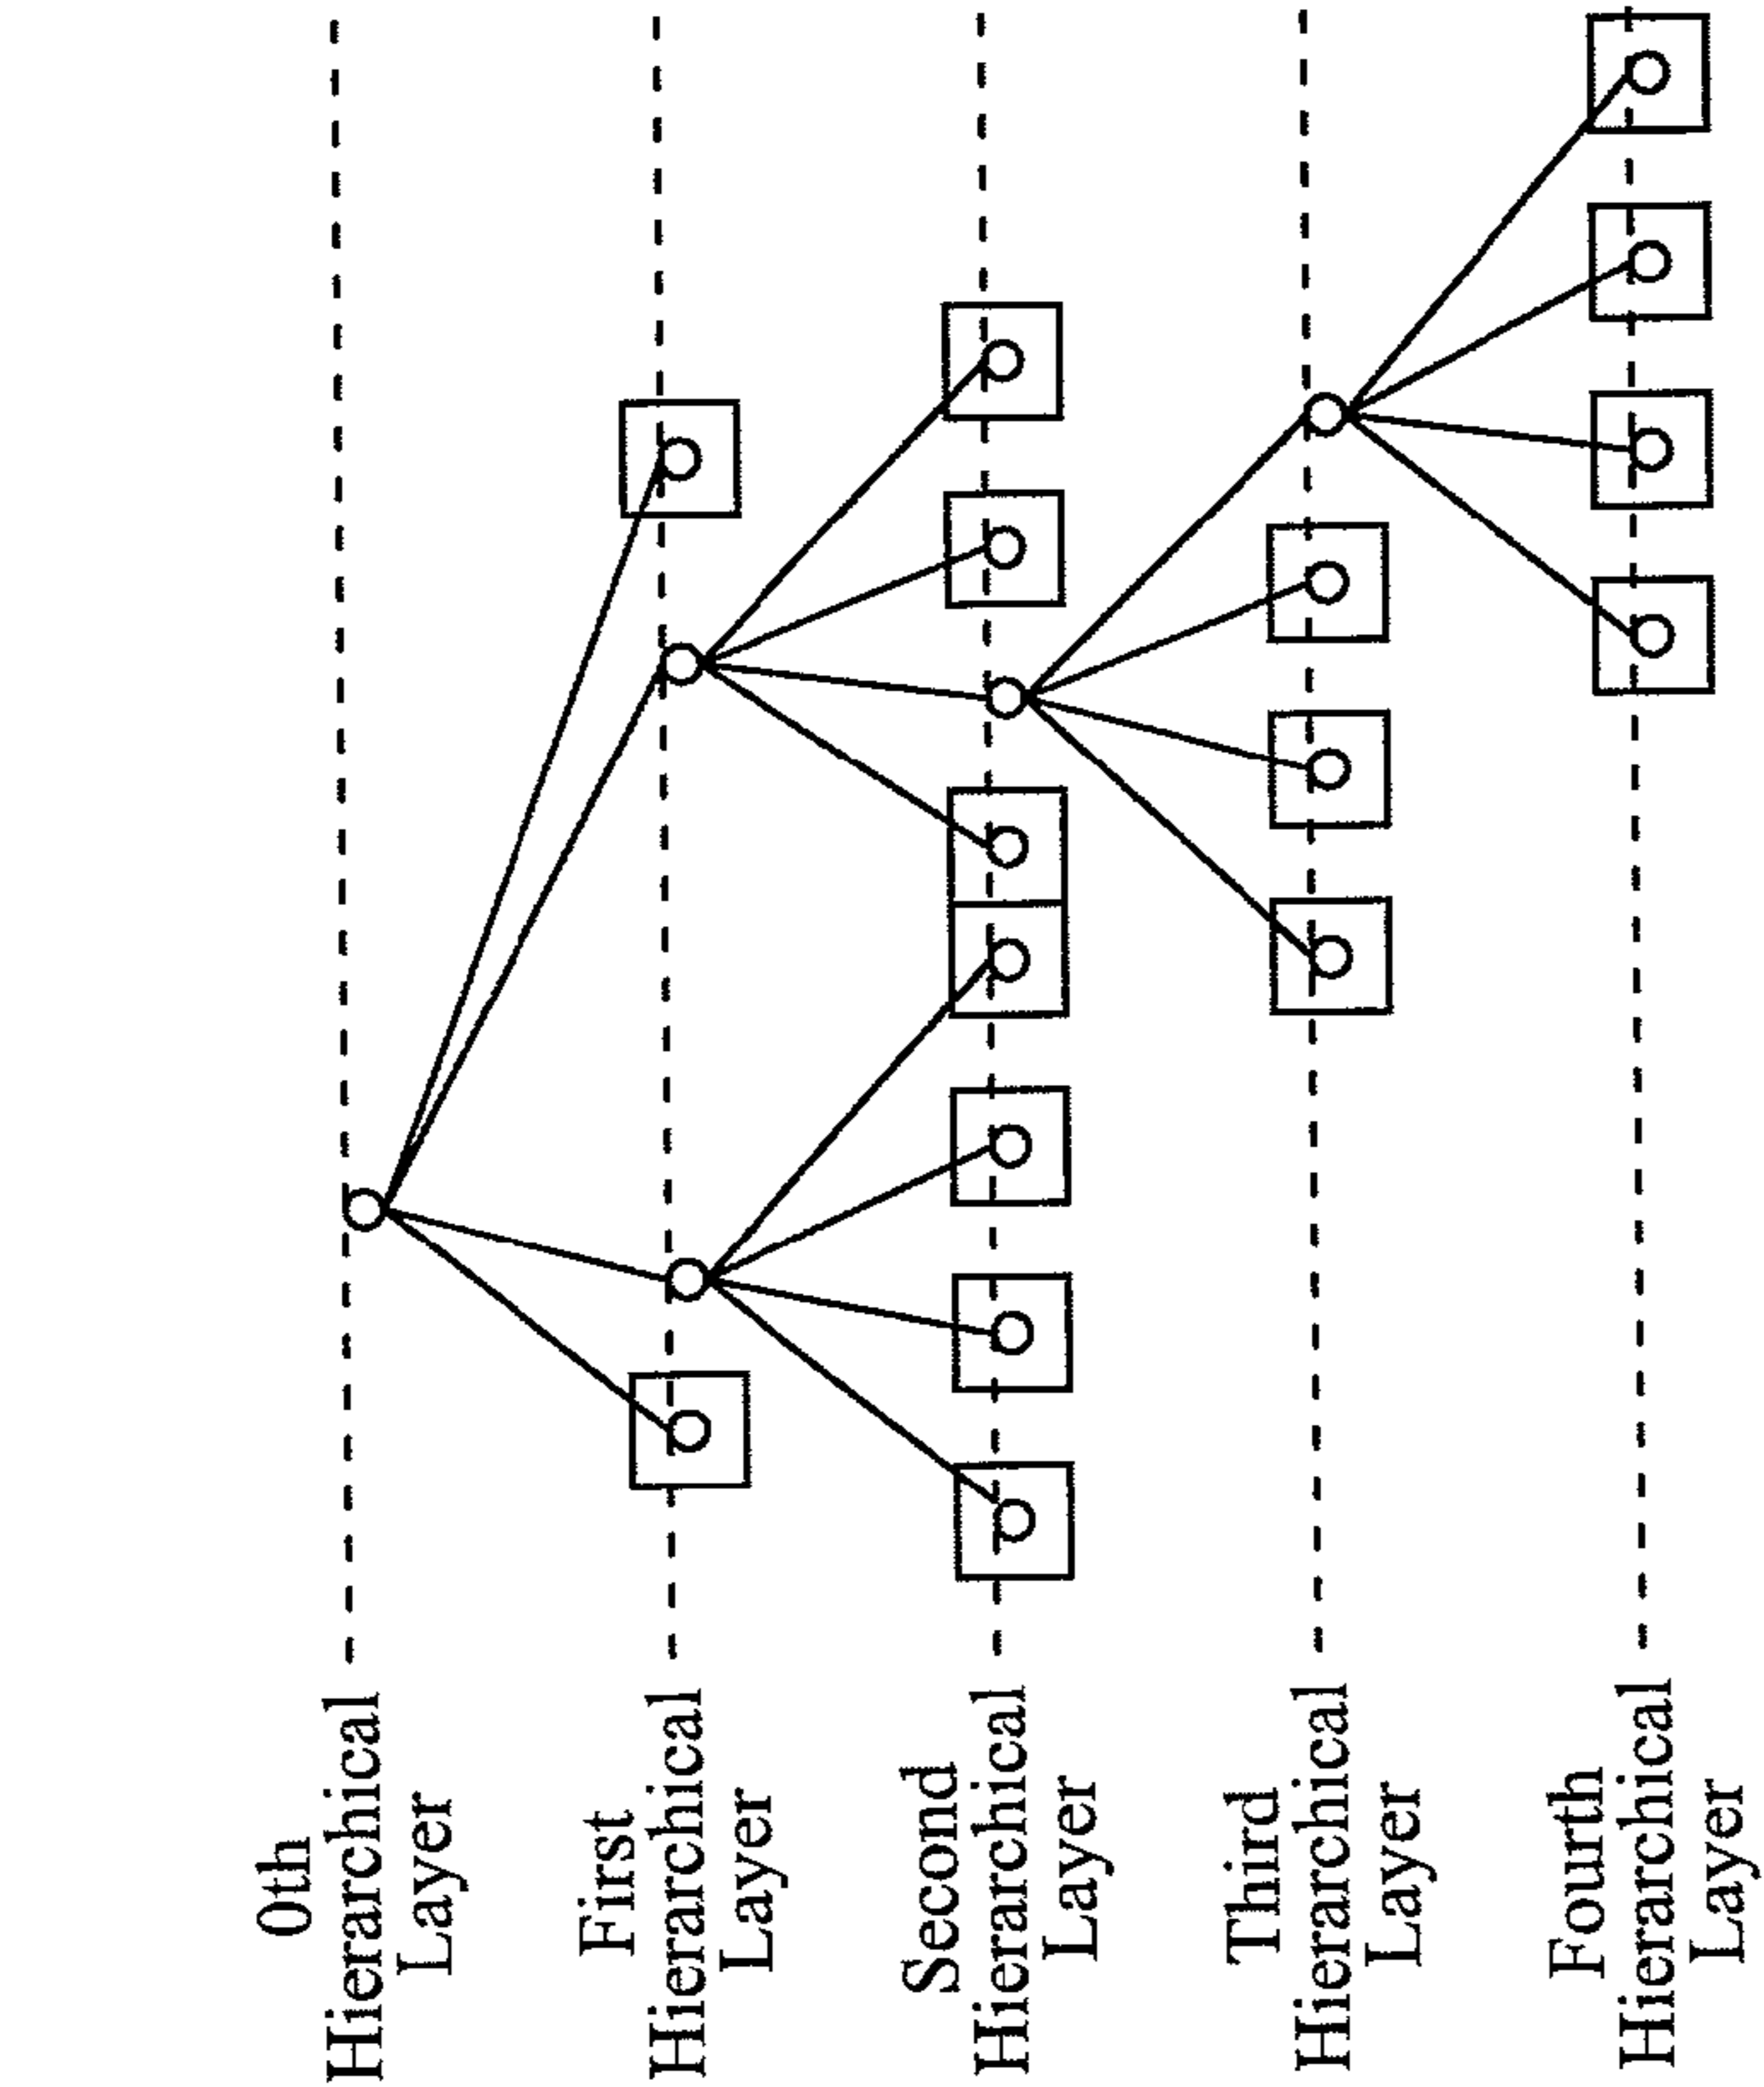 0th
Hierarchical
Layer
First
Hierarchical
Layer
Second
Hierarchical
Layer
Third
Hierarchical
Layer
Fourth
Hierarchical
Layer